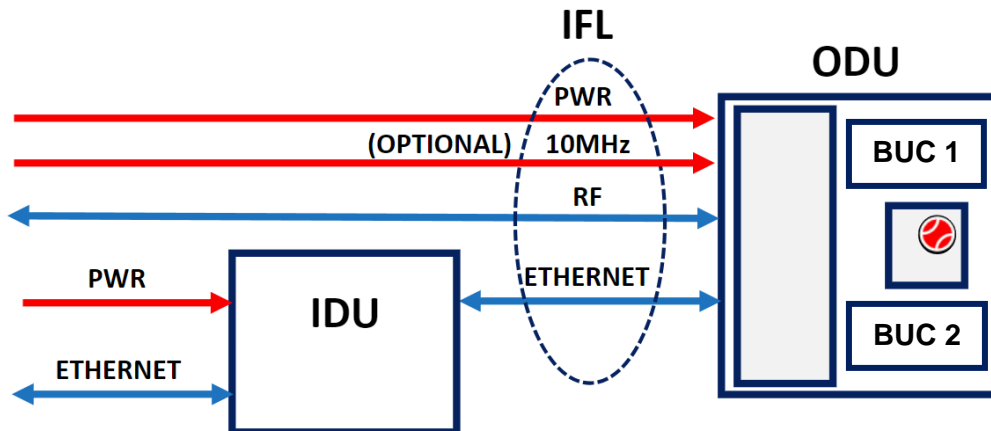 IFL
ODU
PWR
(OPTIONAL) 10MHz
RF
BUC 1
PWR
ETHERNET
IDU
ETHERNET
BUC 2